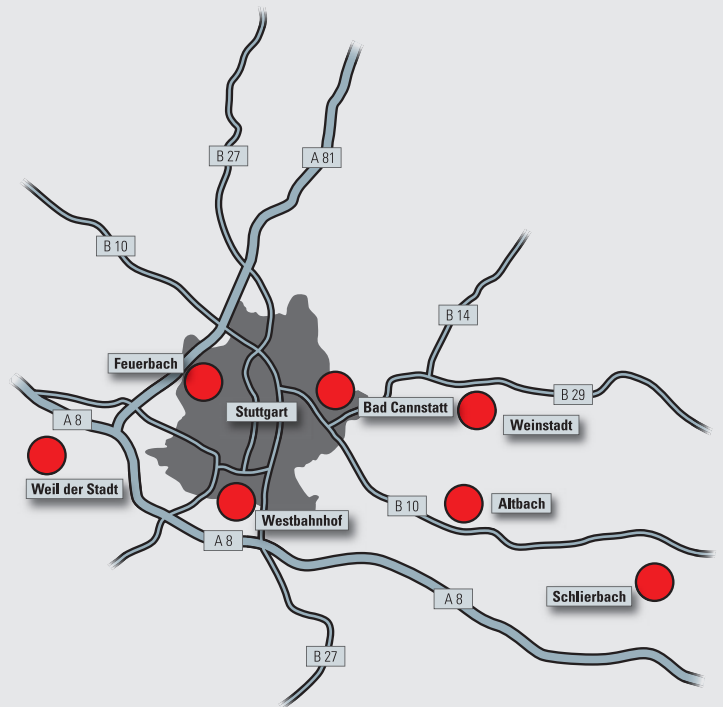 B 27
A 81
B 10
B 14
Feuerbach
B 29
Stuttgart
Bad Cannstatt
A 8
Weinstadt
Weil der Stadt
B 10
Altbach
Westbahnhof
A 8
Schlierbach
A 8
B 27